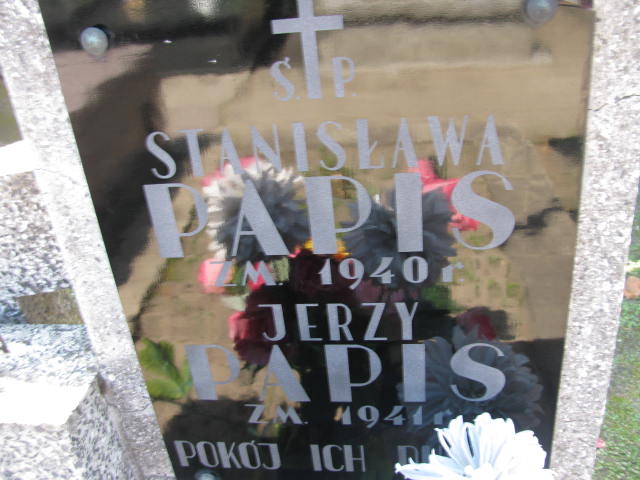 Ś. P.
STANISŁAWA
PAPIS
ZM. 1940 r
JERZY
PAPIS
ZM. 1941 r
POKÓJ ICH